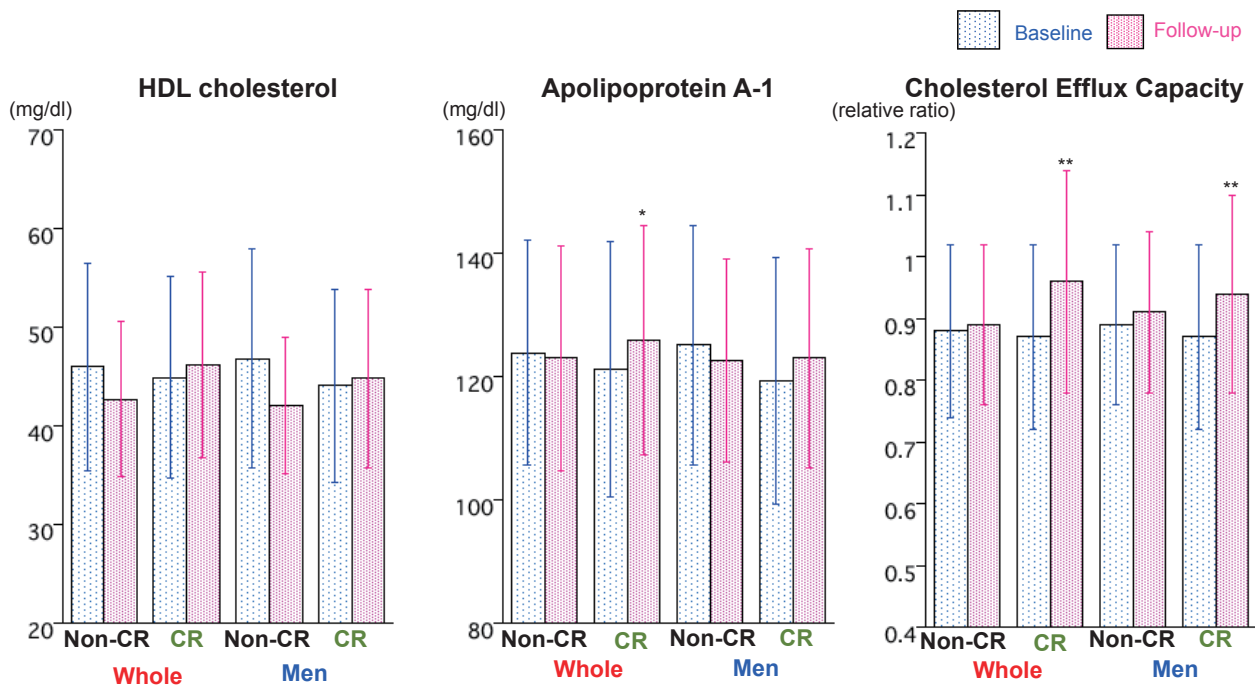 Baseline Follow-up
HDL cholesterol Apolipoprotein A-1 Cholesterol Efflux Capacity
(mg/dl) (mg/dl) (relative ratio)
70
60
50
40
30
20
160
140
120
100
80
1.2
1.1
1
0.9
0.8
0.7
0.6
0.5
0.4
*
**
**
Non-CR CR Non-CR CR
Whole Men
Non-CR CR Non-CR CR
Whole Men
Non-CR CR Non-CR CR
Whole Men